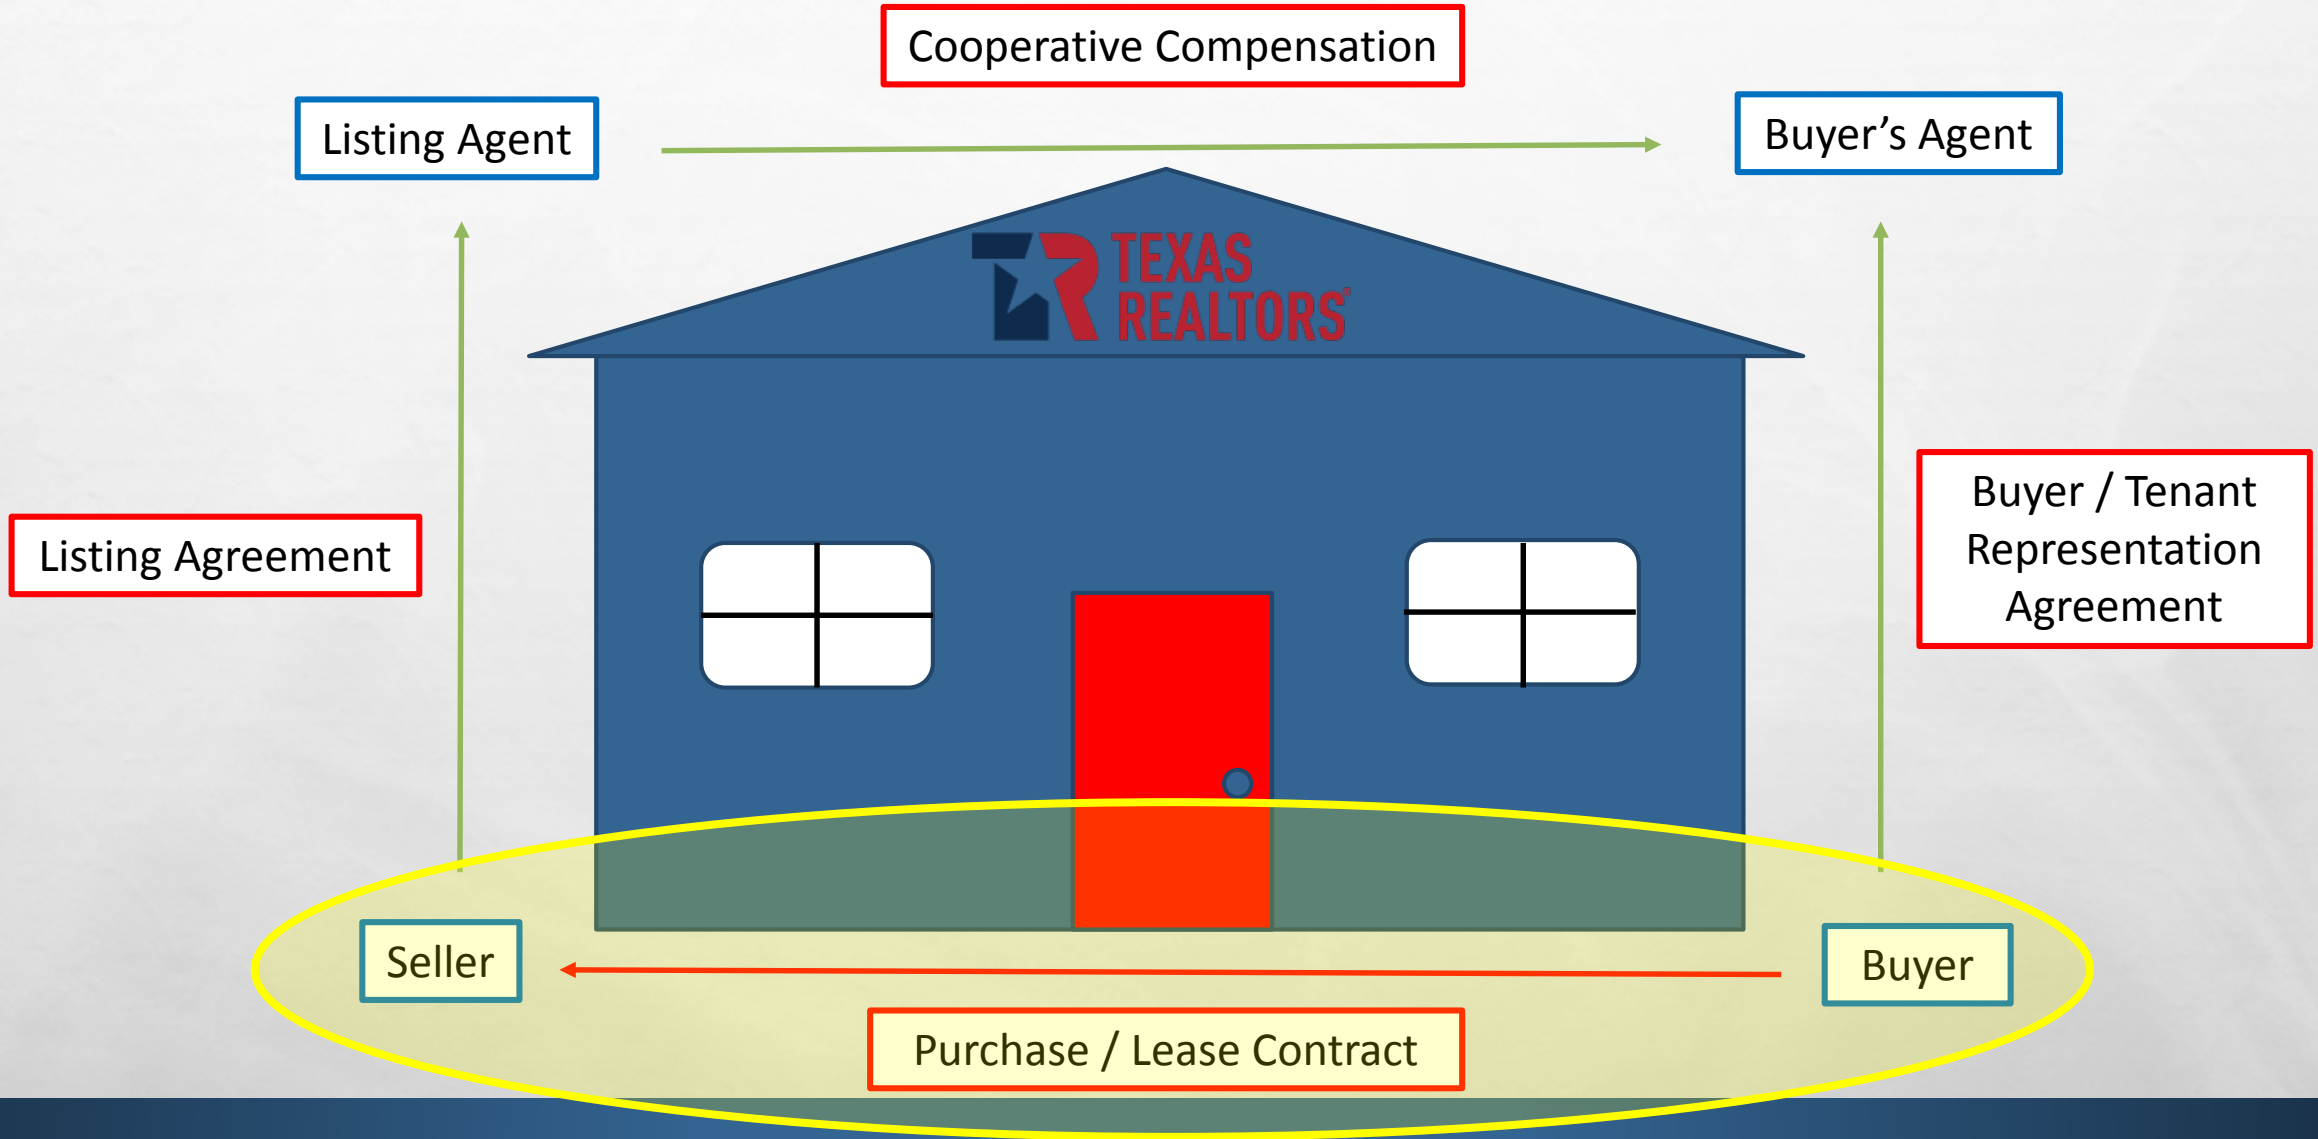 Cooperative Compensation
Listing Agent
Buyer’s Agent
TEXAS
REALTORS
Listing Agreement
Buyer / Tenant
Representation
Agreement
Seller
Buyer
Purchase / Lease Contract